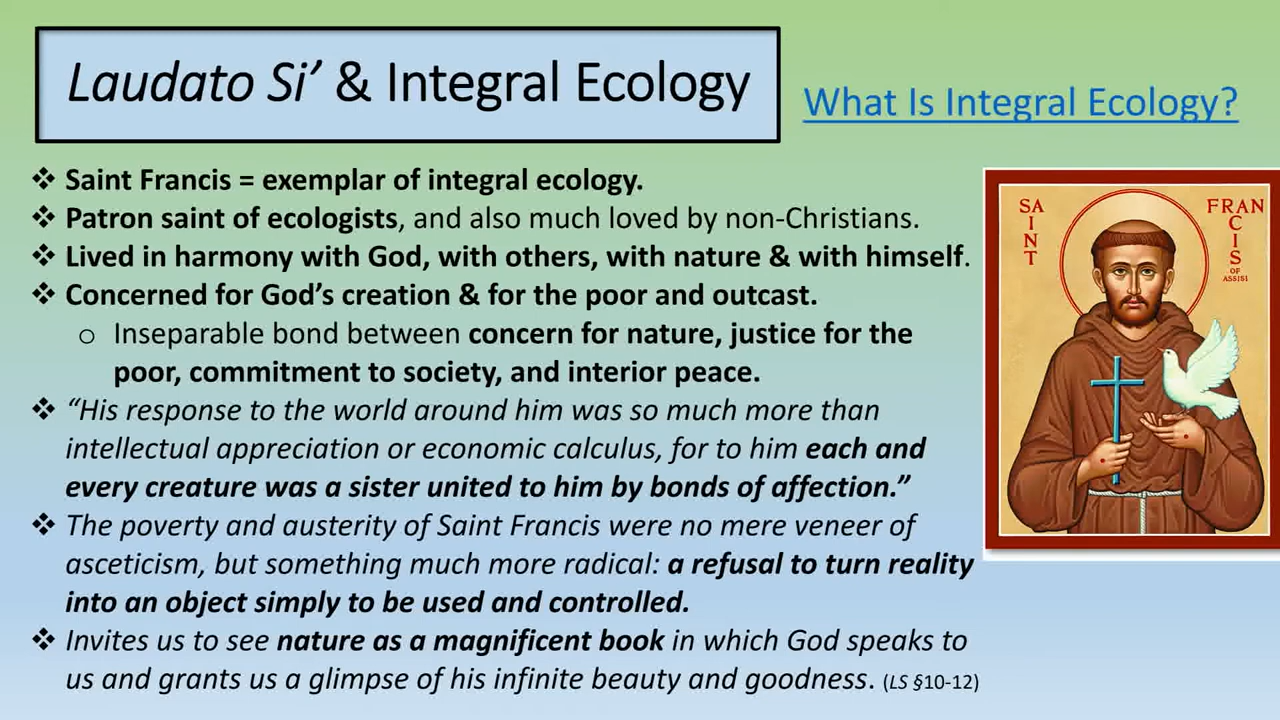 Laudato Si’ & Integral Ecology
What Is Integral Ecology?
❖ Saint Francis = exemplar of integral ecology.
❖ Patron saint of ecologists, and also much loved by non-Christians.
❖ Lived in harmony with God, with others, with nature & with himself.
❖ Concerned for God’s creation & for the poor and outcast.
o Inseparable bond between concern for nature, justice for the
poor, commitment to society, and interior peace.
❖ “His response to the world around him was so much more than
intellectual appreciation or economic calculus, for to him each and
every creature was a sister united to him by bonds of affection.”
❖ The poverty and austerity of Saint Francis were no mere veneer of
asceticism, but something much more radical: a refusal to turn reality
into an object simply to be used and controlled.
❖ Invites us to see nature as a magnificent book in which God speaks to
us and grants us a glimpse of his infinite beauty and goodness. (LS §10-12)
SAINT
FRANCIS
OF
ASSISI